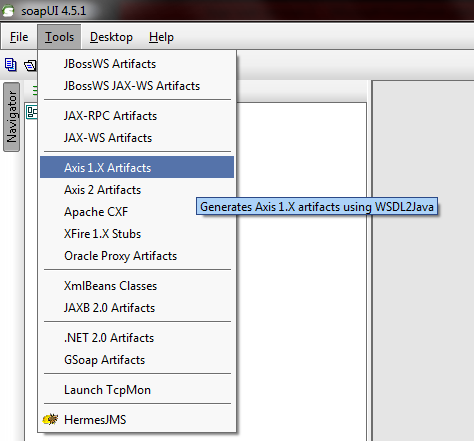 soapUI 4.5.1
File Tools Desktop Help
Navigator
JBossWS Artifacts
JBossWS JAX-WS Artifacts
JAX-RPC Artifacts
JAX-WS Artifacts
Axis 1.X Artifacts
Axis 2 Artifacts
Generates Axis 1.X artifacts using WSDL2Java
Apache CXF
XFire 1.X Stubs
Oracle Proxy Artifacts
XmlBeans Classes
JAXB 2.0 Artifacts
.NET 2.0 Artifacts
GSoap Artifacts
Launch TcpMon
HermesJMS